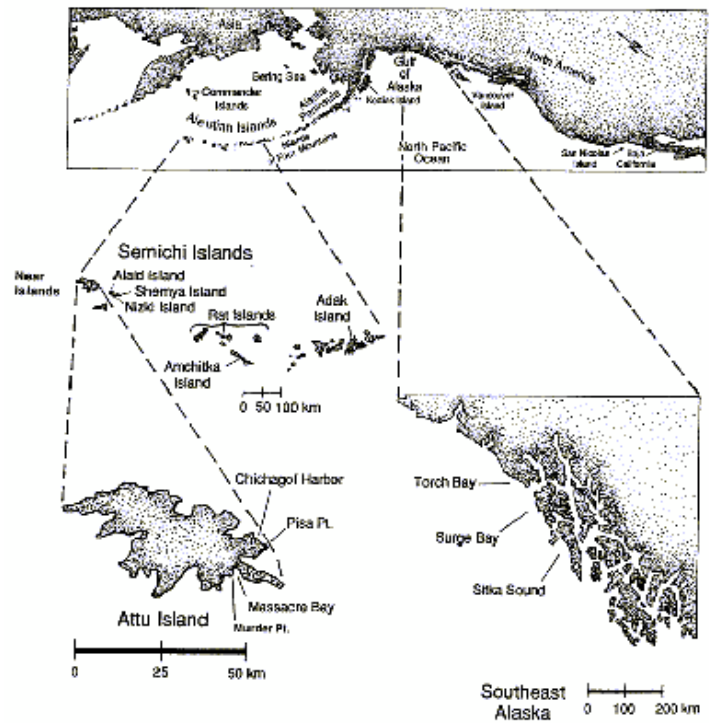 Asia
North America
Bering Sea
Gulf
of
Alaska
Commander
Islands
Alaska
Peninsula
Kodiak Island
Vancouver
Island
Aleutian Islands
Islands
Four Mountains
North Pacific
Ocean
San Nicolas
Island
Baja
California
Semichi Islands
Near
Islands
Alaid Island
Shemya Island
Nizki Island
Rat Islands
Adak
Island
Amchitka
Island
0 50 100 km
Chichagof Harbor
Torch Bay
Pisa Pt.
Surge Bay
Sitka Sound
Massacre Bay
Attu Island
Murder Pt.
0 25 50 km
Southeast
Alaska
0 100 200 km